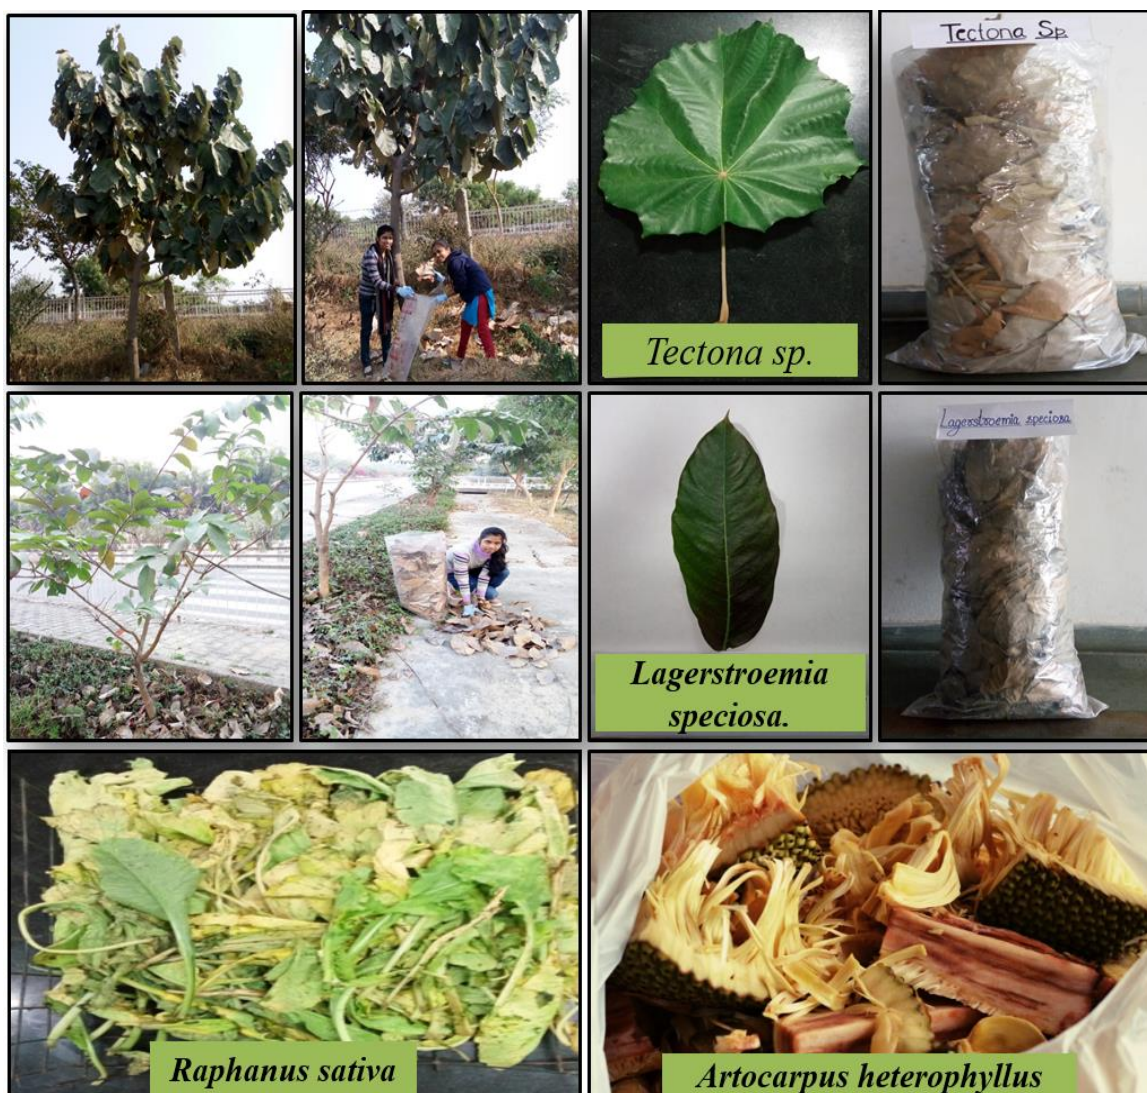 Tectona Sp
Tectona sp.
Lagerstroemia speciosa
Lagerstroemia
speciosa.
Raphanus sativa
Artocarpus heterophyllus